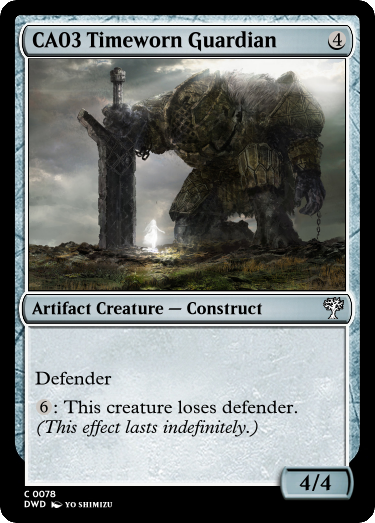 CA03 Timeworn Guardian 4
Artifact Creature — Construct
Defender
6: This creature loses defender.
(This effect lasts indefinitely.)
4/4
C 0078
DWD YO SHIMIZU